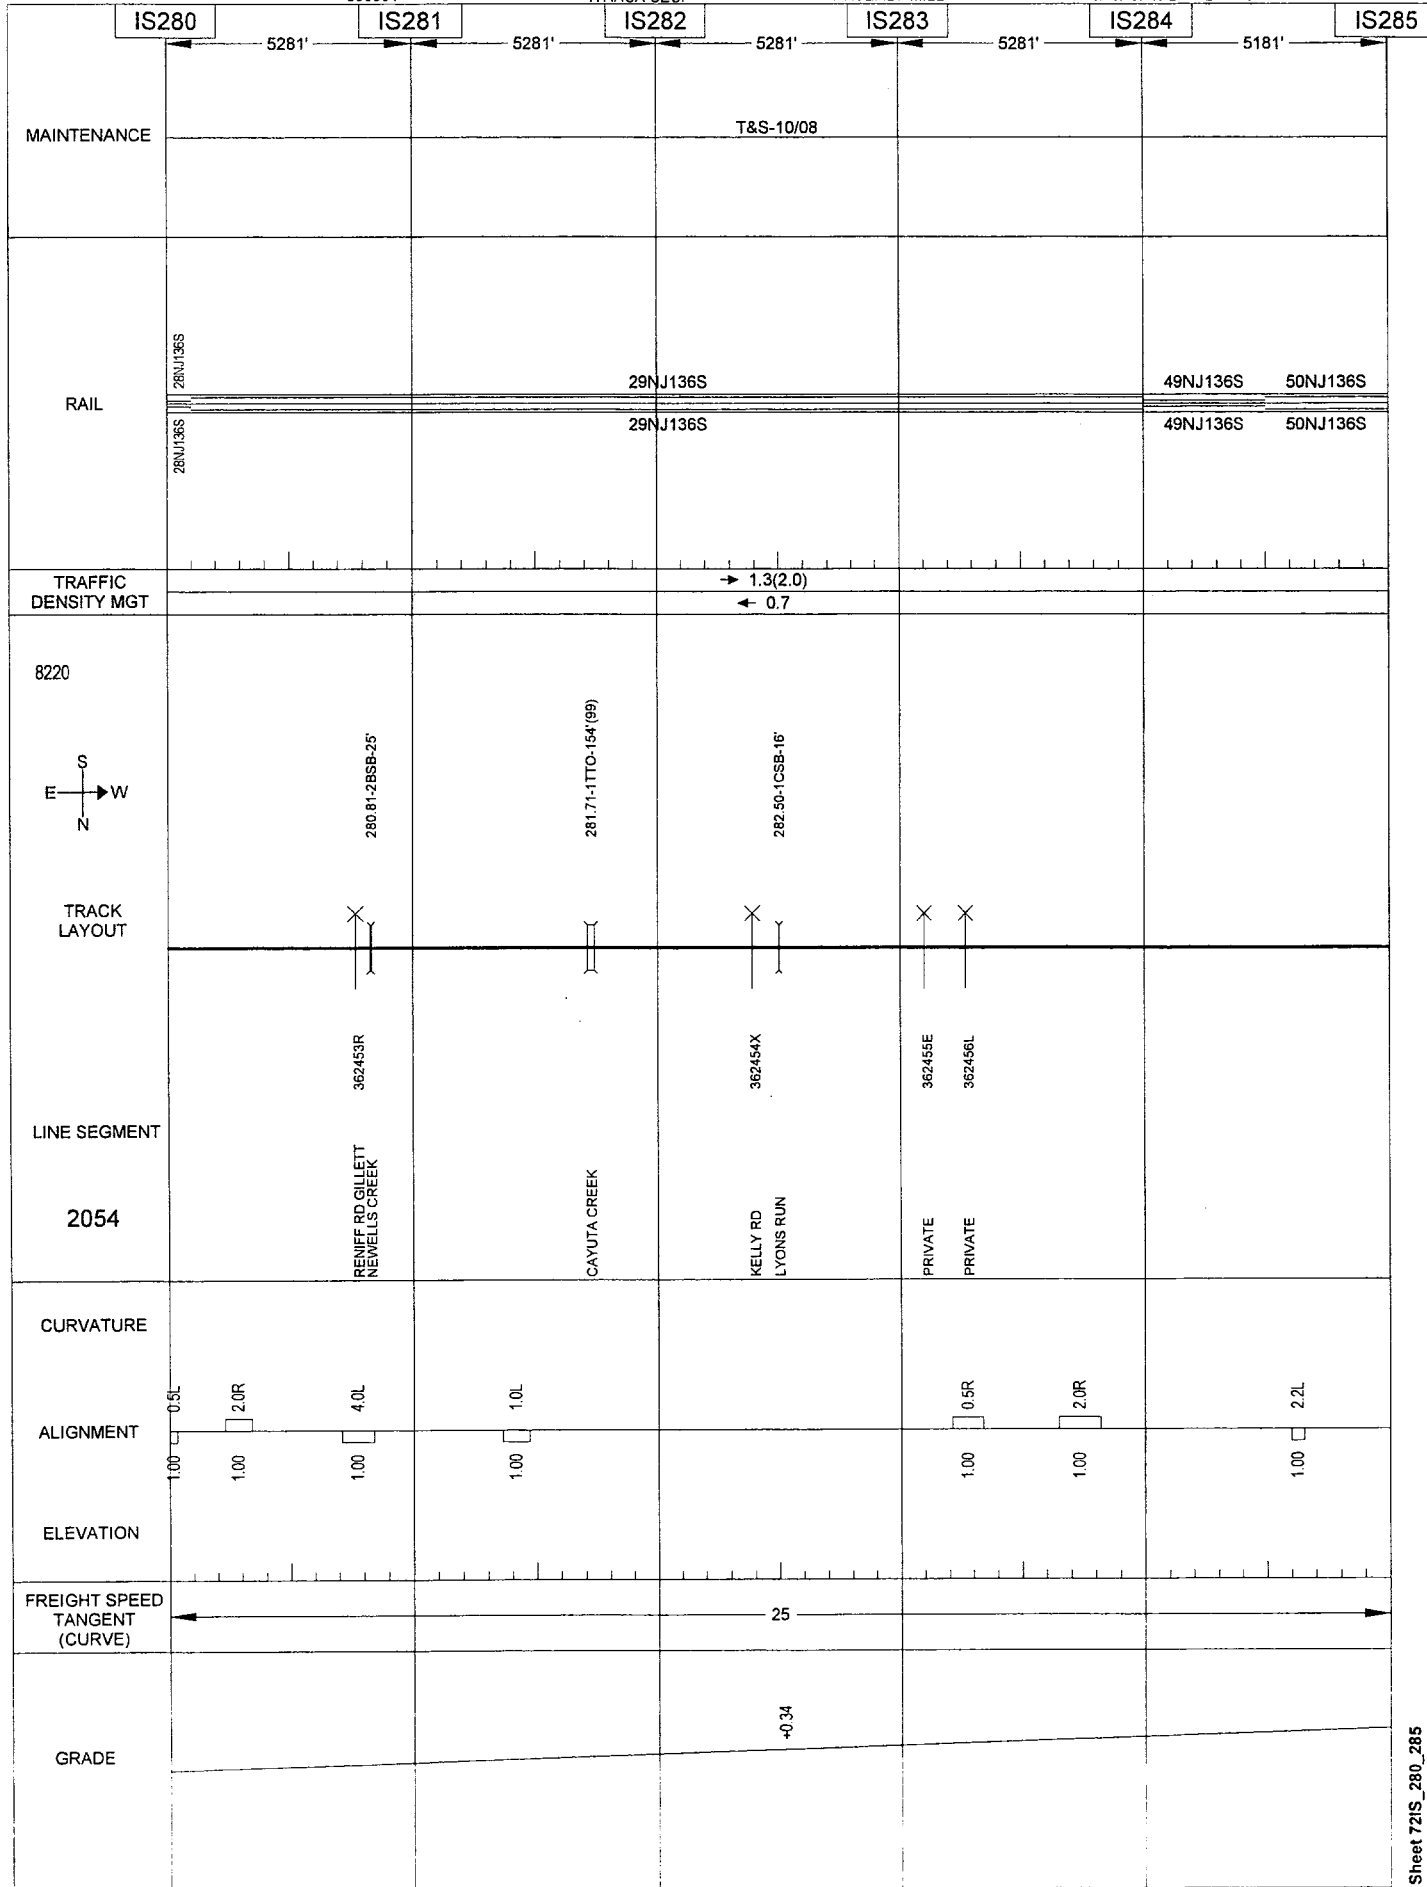 IS280 IS281 IS282 IS283 IS284 IS285
5281' 5281' 5281' 5281' 5181'
MAINTENANCE
T&S-10/08
RAIL
28NJ136S
28NJ136S
29NJ136S
29NJ136S
49NJ136S 50NJ136S
49NJ136S 50NJ136S
TRAFFIC
DENSITY MGT
→ 1.3(2.0)
← 0.7
8220
S
E W
N
280.81-2BSB-25'
281.71-1TTO-154'(99)
282.50-1CSB-16'
TRACK
LAYOUT
362453R
362454X
362455E
362456L
LINE SEGMENT
2054
RENIFF RD GILLETT
NEWELLS CREEK
CAYUTA CREEK
KELLY RD
LYONS RUN
PRIVATE
PRIVATE
CURVATURE
0.5L 2.0R 4.0L 1.0L 0.5R 2.0R 2.2L
ALIGNMENT
1.00 1.00 1.00 1.00 1.00 1.00 1.00
ELEVATION
FREIGHT SPEED
TANGENT
(CURVE)
25
GRADE
+0.34
Sheet 72IS_280_285